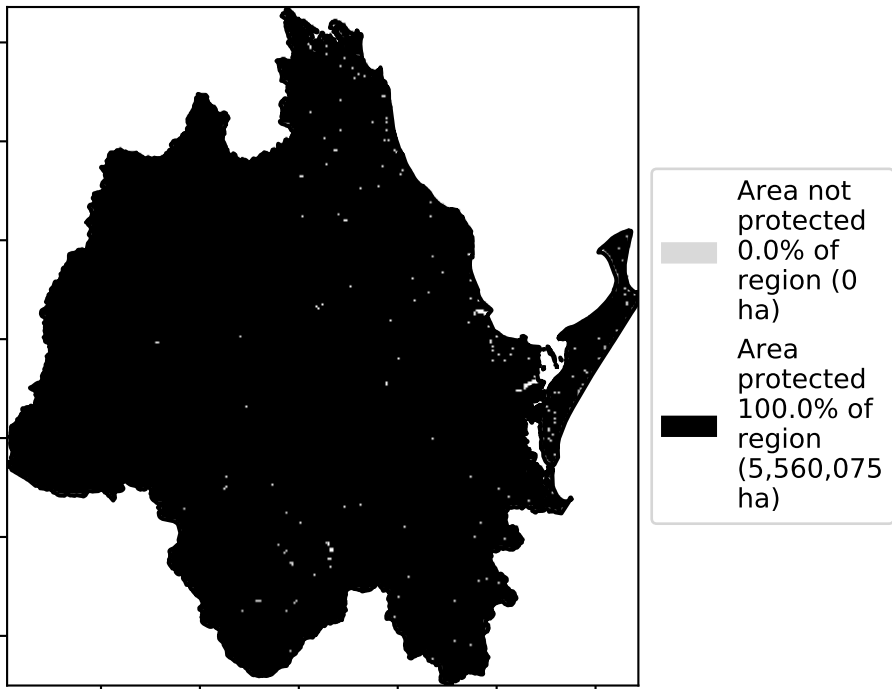 Area not
protected
0.0% of
region (0
ha)
Area
protected
100.0% of
region
(5,560,075
ha)